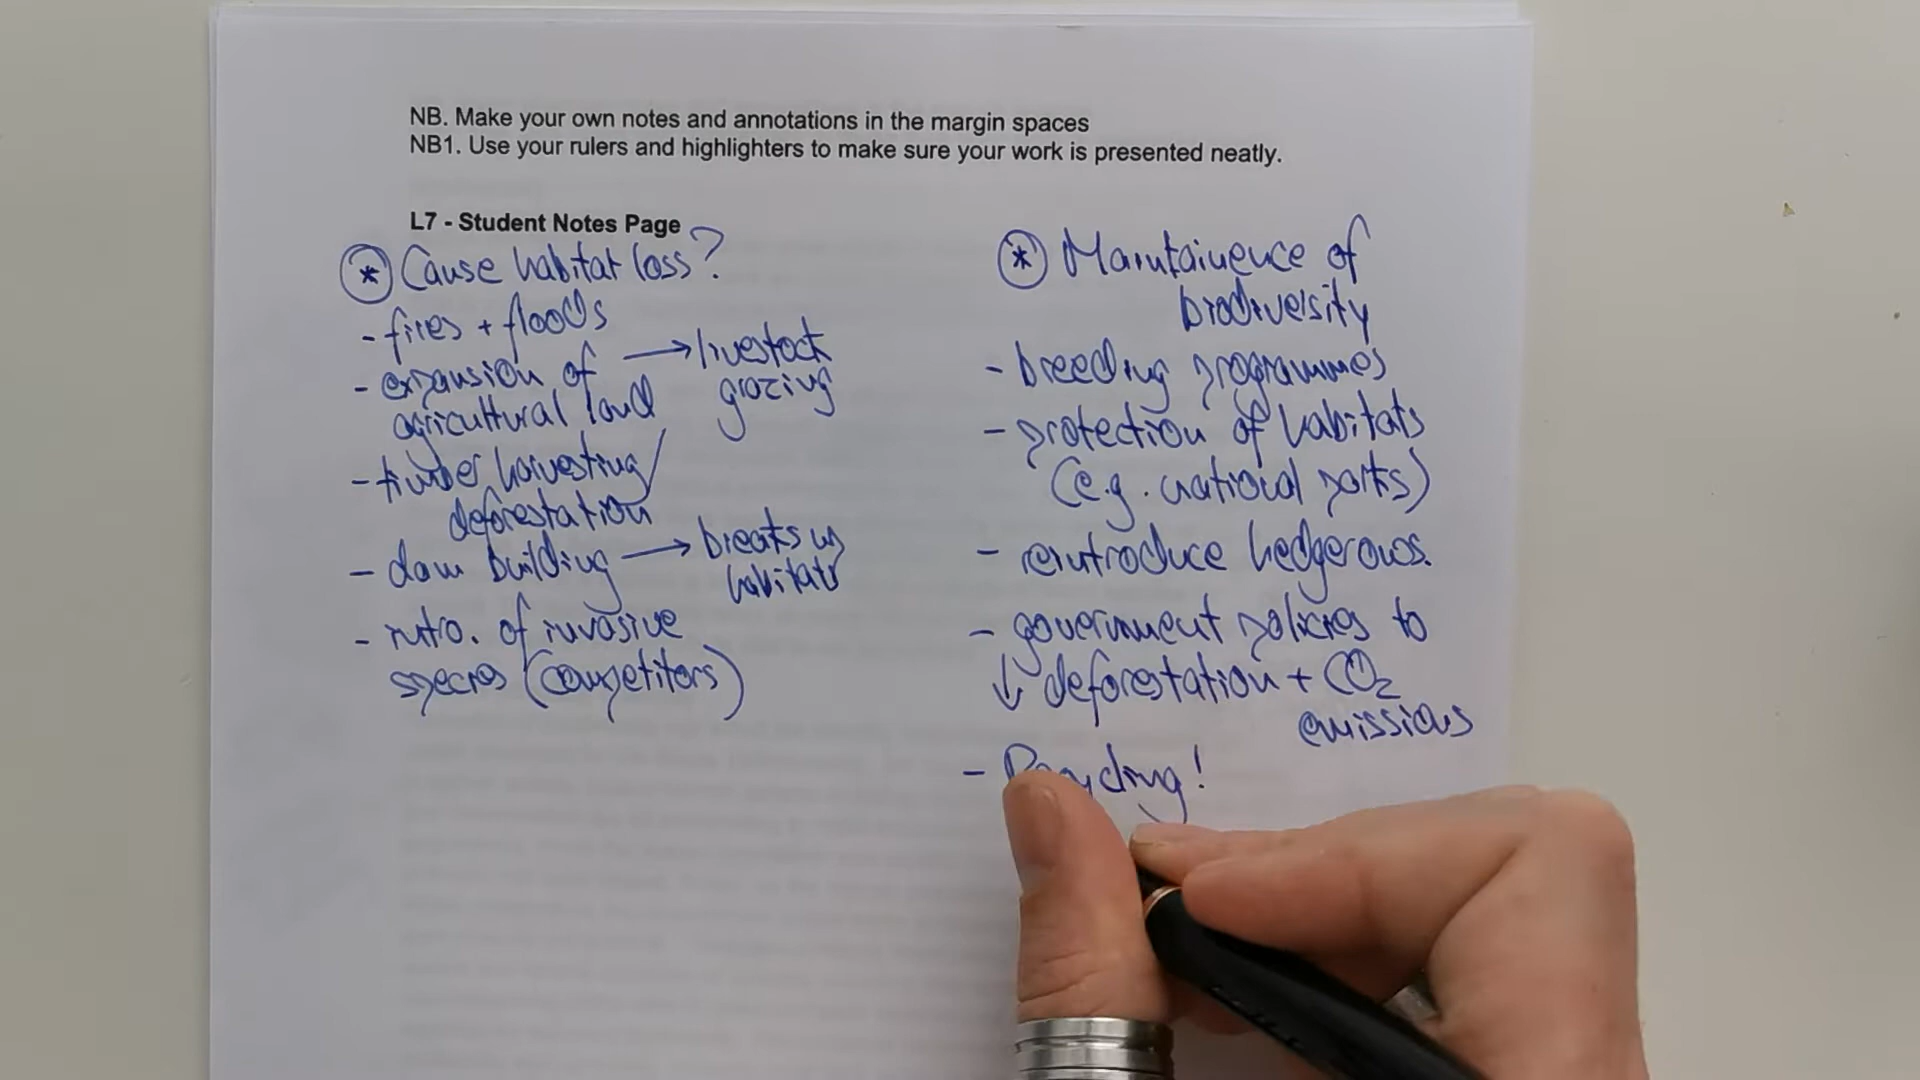 NB. Make your own notes and annotations in the margin spaces
NB1. Use your rulers and highlighters to make sure your work is presented neatly.
L7 - Student Notes Page
* Cause habitat loss?
- fires + floods
- expansion of → livestock
agricultural land grazing
- timber harvesting/
deforestation
- dam building → breaks up
habitats
- intro. of invasive
species (competitors)
* Maintainence of
biodiversity
- breeding programmes
- protection of habitats
(e.g. national parks)
- reintroduce hedgerows.
- government policies to
↓ deforestation + CO₂
emissions
- Recycling!